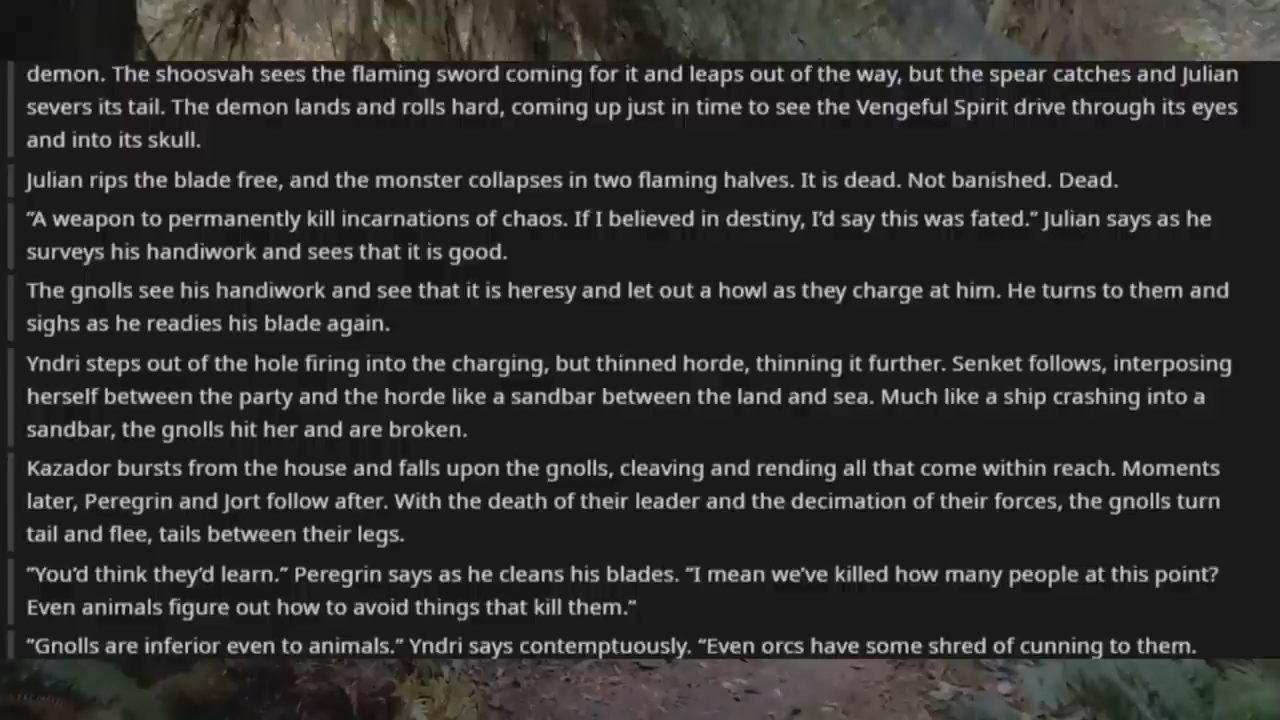 demon. The shoosvah sees the flaming sword coming for it and leaps out of the way, but the spear catches and Julian
severs its tail. The demon lands and rolls hard, coming up just in time to see the Vengeful Spirit drive through its eyes
and into its skull.
Julian rips the blade free, and the monster collapses in two flaming halves. It is dead. Not banished. Dead.
“A weapon to permanently kill incarnations of chaos. If I believed in destiny, I’d say this was fated.” Julian says as he
surveys his handiwork and sees that it is good.
The gnolls see his handiwork and see that it is heresy and let out a howl as they charge at him. He turns to them and
sighs as he readies his blade again.
Yndri steps out of the hole firing into the charging, but thinned horde, thinning it further. Senket follows, interposing
herself between the party and the horde like a sandbar between the land and sea. Much like a ship crashing into a
sandbar, the gnolls hit her and are broken.
Kazador bursts from the house and falls upon the gnolls, cleaving and rending all that come within reach. Moments
later, Peregrin and Jort follow after. With the death of their leader and the decimation of their forces, the gnolls turn
tail and flee, tails between their legs.
“You’d think they’d learn.” Peregrin says as he cleans his blades. “I mean we’ve killed how many people at this point?
Even animals figure out how to avoid things that kill them.”
“Gnolls are inferior even to animals.” Yndri says contemptuously. “Even orcs have some shred of cunning to them.